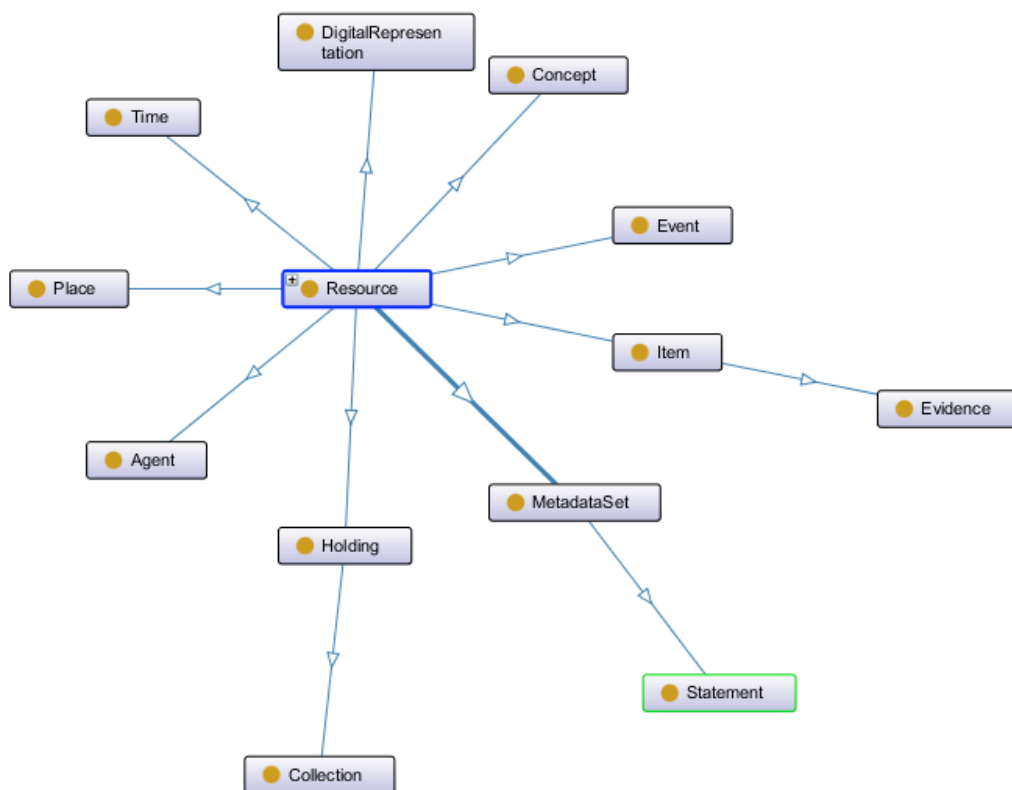 DigitalRepresen
tation
Concept
Time
Event
Place
Resource
Item
Evidence
Agent
MetadataSet
Holding
Statement
Collection